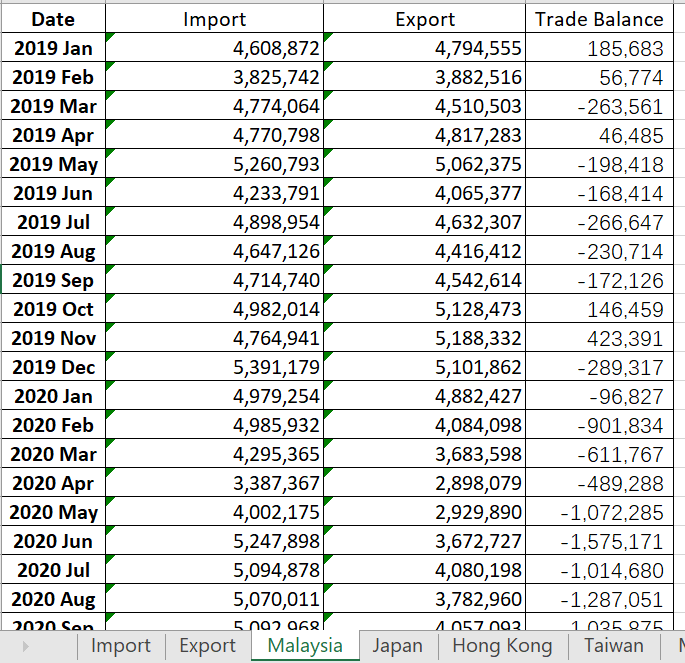 Date Import Export Trade Balance
2019 Jan 4,608,872 4,794,555 185,683
2019 Feb 3,825,742 3,882,516 56,774
2019 Mar 4,774,064 4,510,503 -263,561
2019 Apr 4,770,798 4,817,283 46,485
2019 May 5,260,793 5,062,375 -198,418
2019 Jun 4,233,791 4,065,377 -168,414
2019 Jul 4,898,954 4,632,307 -266,647
2019 Aug 4,647,126 4,416,412 -230,714
2019 Sep 4,714,740 4,542,614 -172,126
2019 Oct 4,982,014 5,128,473 146,459
2019 Nov 4,764,941 5,188,332 423,391
2019 Dec 5,391,179 5,101,862 -289,317
2020 Jan 4,979,254 4,882,427 -96,827
2020 Feb 4,985,932 4,084,098 -901,834
2020 Mar 4,295,365 3,683,598 -611,767
2020 Apr 3,387,367 2,898,079 -489,288
2020 May 4,002,175 2,929,890 -1,072,285
2020 Jun 5,247,898 3,672,727 -1,575,171
2020 Jul 5,094,878 4,080,198 -1,014,680
2020 Aug 5,070,011 3,782,960 -1,287,051
2020 Sep 5,092,968 4,057,093 -1,035,875
Import Export Malaysia Japan Hong Kong Taiwan